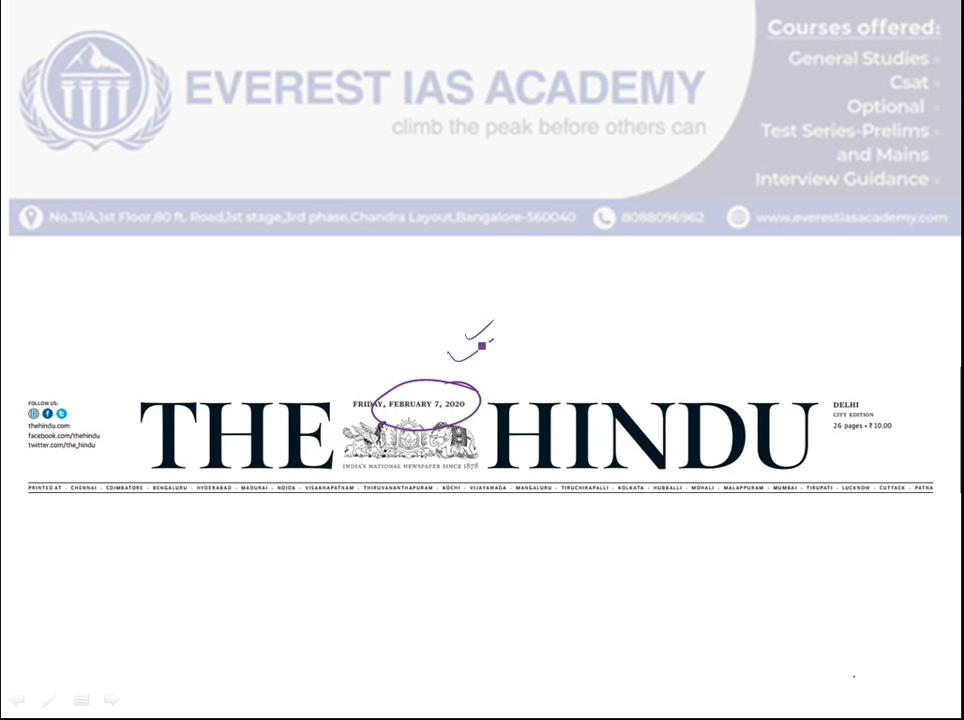 EVEREST IAS ACADEMY
climb the peak before others can
Courses offered:
General Studies
Csat
Optional
Test Series-Prelims
and Mains
Interview Guidance
No.31/A,1st Floor,80 ft. Road,1st stage,3rd phase,Chandra Layout,Bangalore-560040 8088096962 www.everestiasacademy.com
FOLLOW US:
thehindu.com
facebook.com/thehindu
twitter.com/the_hindu
THE HINDU
FRIDAY, FEBRUARY 7, 2020
INDIA'S NATIONAL NEWSPAPER SINCE 1878
DELHI
CITY EDITION
26 pages • ₹10.00
PRINTED AT • CHENNAI • COIMBATORE • BENGALURU • HYDERABAD • MADURAI • NOIDA • VISAKHAPATNAM • THIRUVANANTHAPURAM • KOCHI • VIJAYAWADA • MANGALURU • TIRUCHIRAPALLI • KOLKATA • HUBBALLI • MOHALI • MALAPPURAM • MUMBAI • TIRUPATI • LUCKNOW • CUTTACK • PATNA